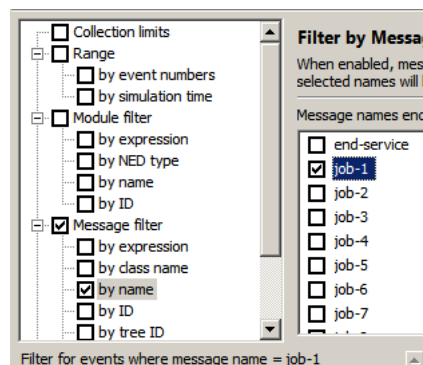 Collection limits
Range
by event numbers
by simulation time
Module filter
by expression
by NED type
by name
by ID
Message filter
by expression
by class name
by name
by ID
by tree ID
Filter by Messa
When enabled, mes
selected names will
Message names enc
end-service
job-1
job-2
job-3
job-4
job-5
job-6
job-7
Filter for events where message name = job-1